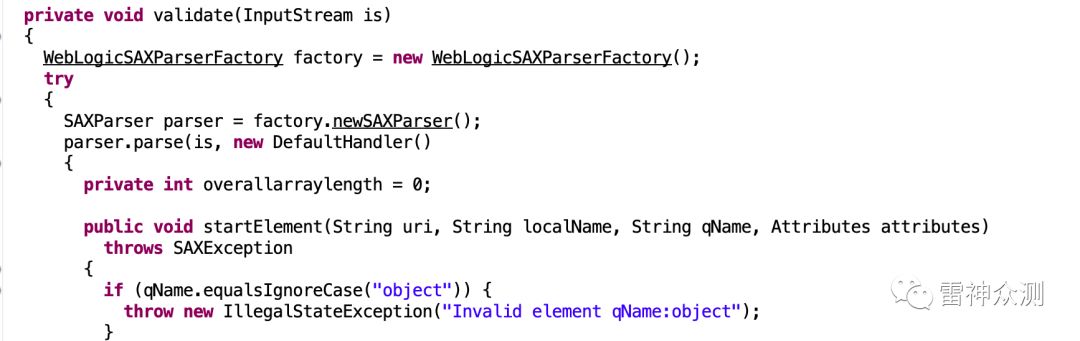 private void validate(InputStream is)
{
WebLogicSAXParserFactory factory = new WebLogicSAXParserFactory();
try
{
SAXParser parser = factory.newSAXParser();
parser.parse(is, new DefaultHandler()
{
private int overallarraylength = 0;
public void startElement(String uri, String localName, String qName, Attributes attributes)
throws SAXException
{
if (qName.equalsIgnoreCase("object")) {
throw new IllegalStateException("Invalid element qName:object");
}
雷神众测